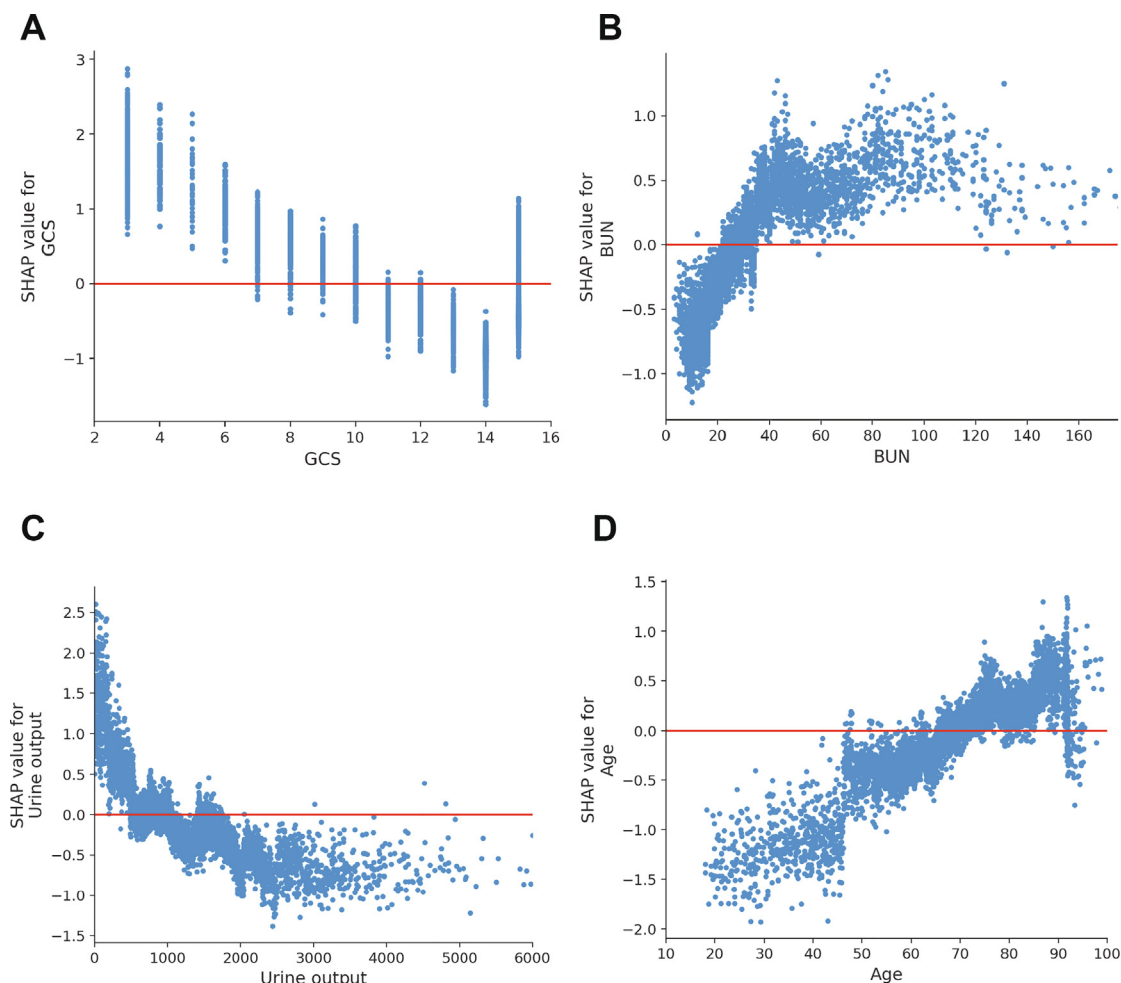 A
SHAP value for
GCS
3
2
1
0
−1
2 4 6 8 10 12 14 16
GCS
B
SHAP value for
BUN
1.0
0.5
0.0
−0.5
−1.0
0 20 40 60 80 100 120 140 160
BUN
C
SHAP value for
Urine output
2.5
2.0
1.5
1.0
0.5
0.0
−0.5
−1.0
−1.5
0 1000 2000 3000 4000 5000 6000
Urine output
D
SHAP value for
Age
1.5
1.0
0.5
0.0
−0.5
−1.0
−1.5
−2.0
10 20 30 40 50 60 70 80 90 100
Age